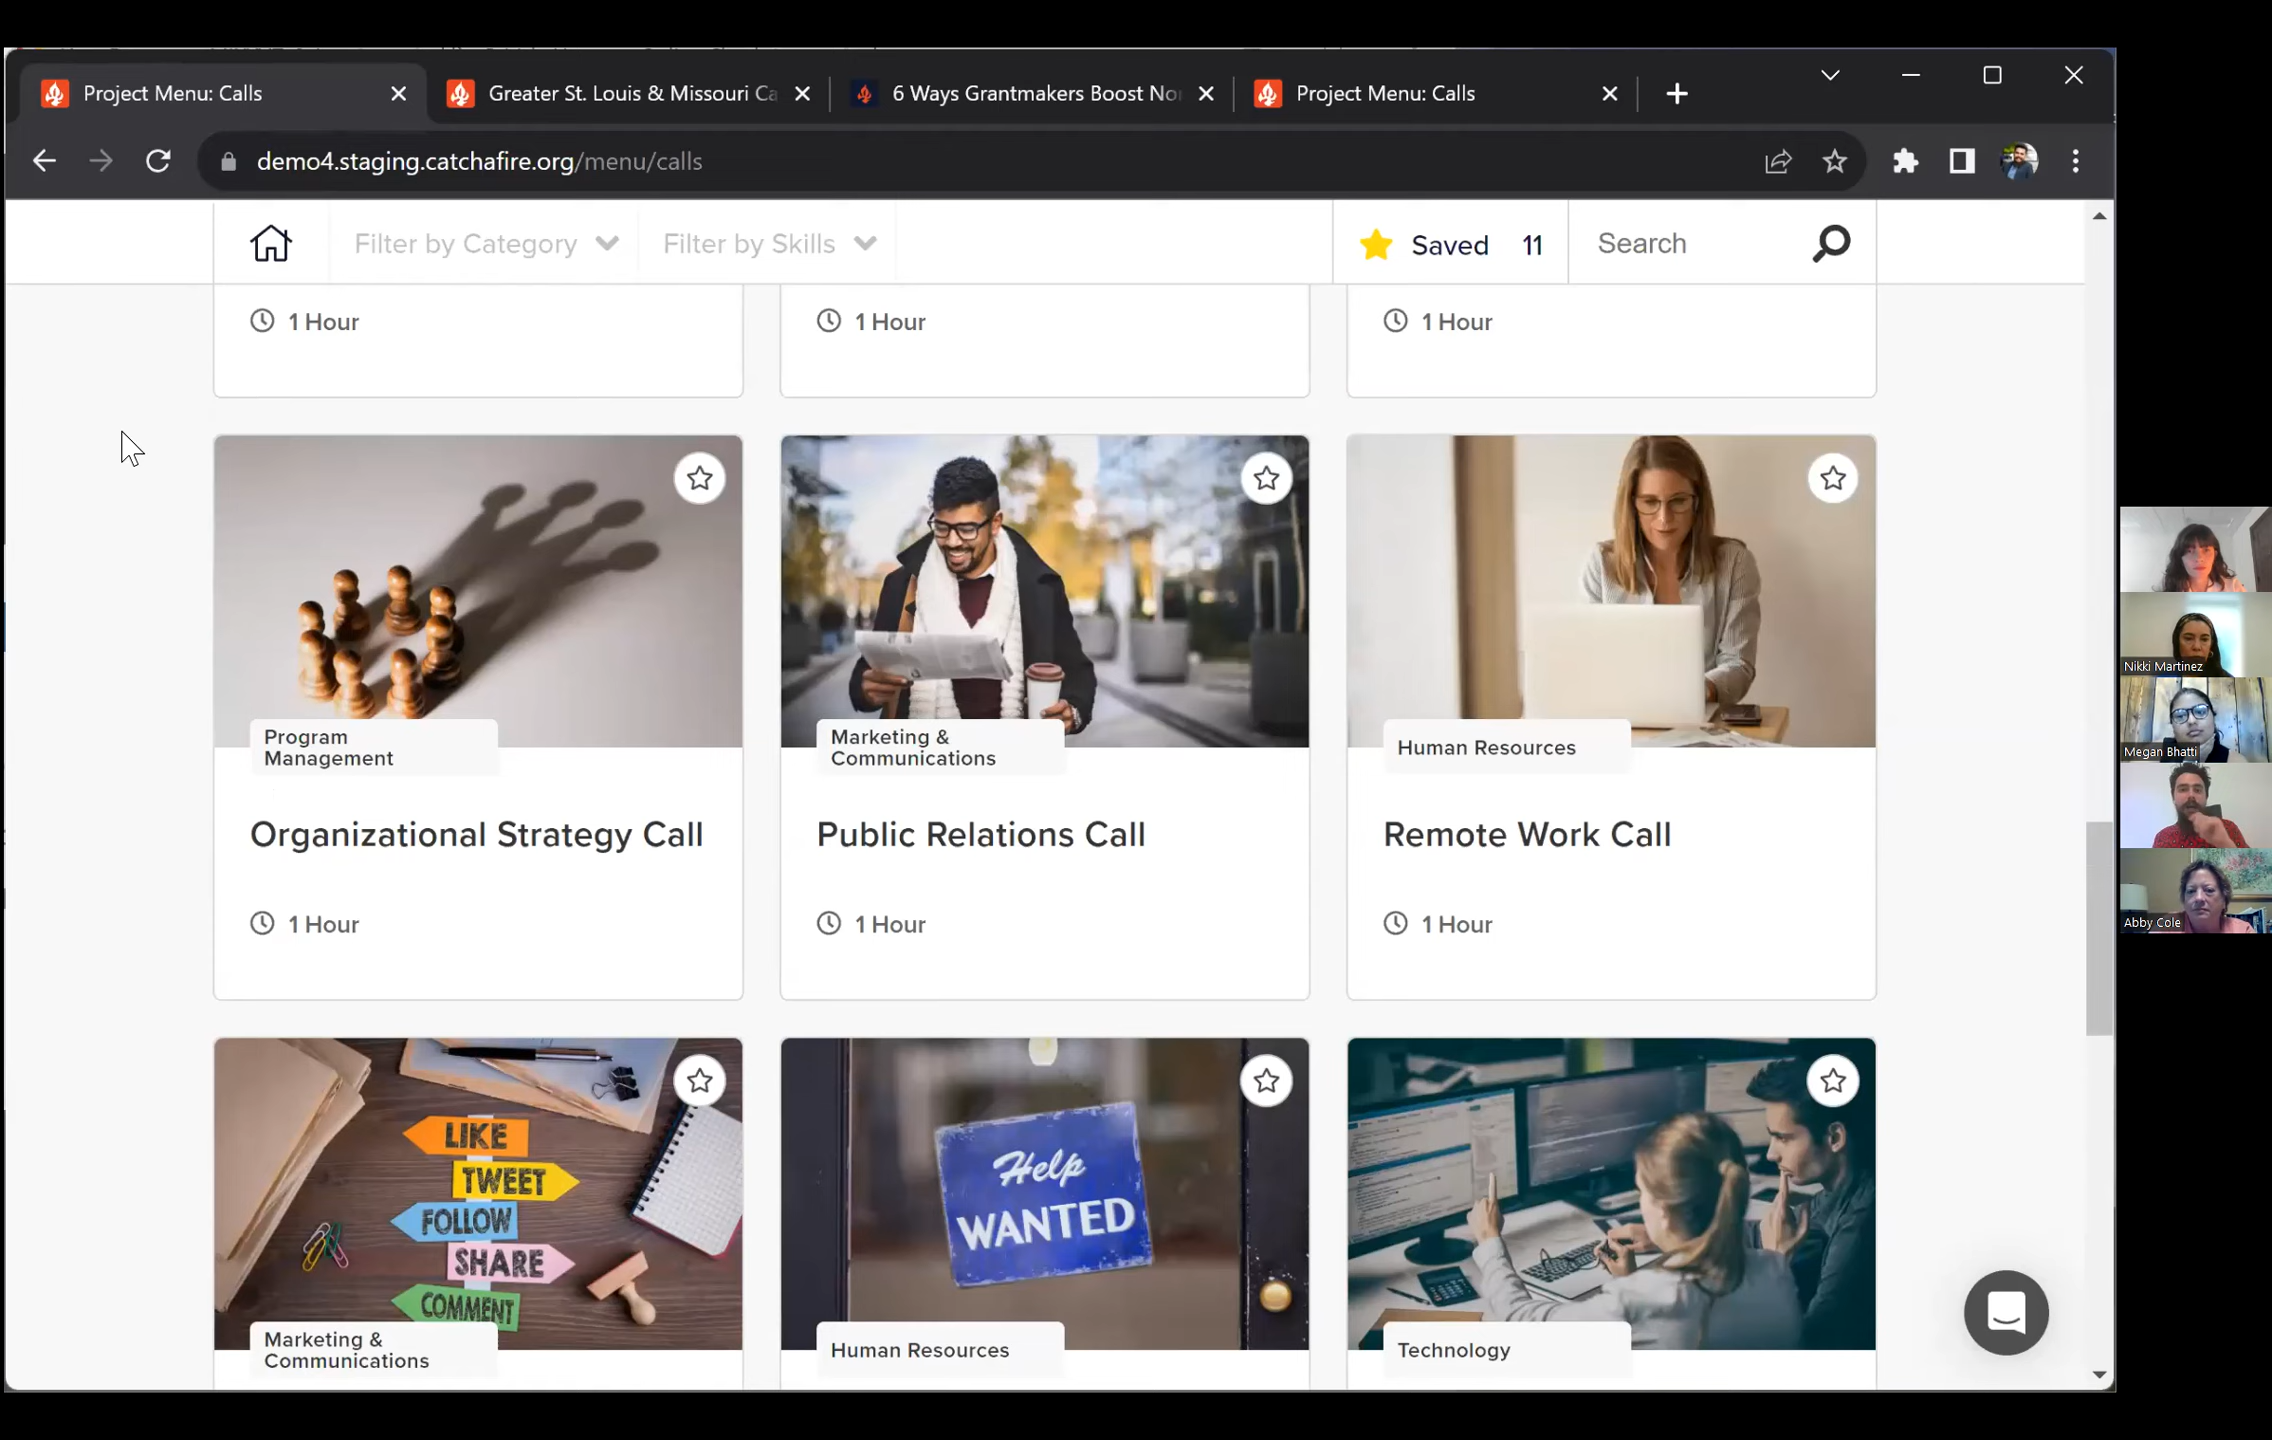 Project Menu: Calls
Greater St. Louis & Missouri Ca
6 Ways Grantmakers Boost No
Project Menu: Calls
demo4.staging.catchafire.org/menu/calls
Filter by Category
Filter by Skills
Saved 11
Search
1 Hour
1 Hour
1 Hour
Program
Management
Organizational Strategy Call
1 Hour
Marketing &
Communications
Public Relations Call
1 Hour
Human Resources
Remote Work Call
1 Hour
LIKE
TWEET
FOLLOW
SHARE
COMMENT
Marketing &
Communications
Help
WANTED
Human Resources
Technology
Nikki Martinez
Megan Bhatti
Abby Cole